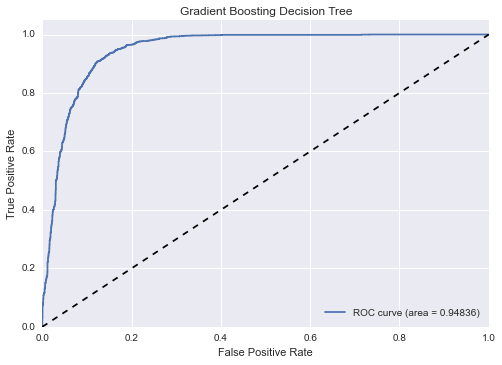 Gradient Boosting Decision Tree
1.0
0.8
0.6
0.4
0.2
0.0
True Positive Rate
ROC curve (area = 0.94836)
0.0 0.2 0.4 0.6 0.8 1.0
False Positive Rate